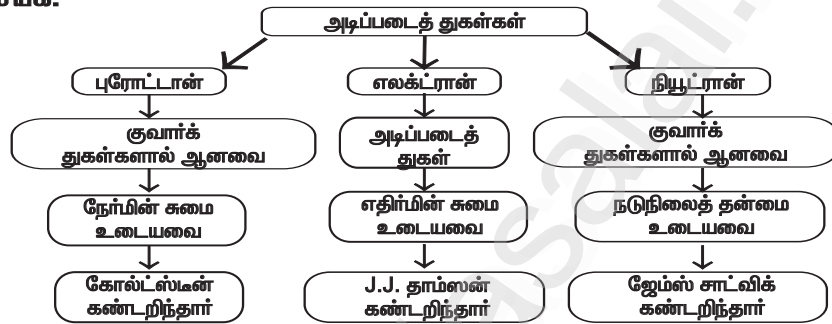 அடிப்படைத் துகள்கள்
புரோட்டான்
எலக்ட்ரான்
நியூட்ரான்
குவார்க்
துகள்களால் ஆனவை
அடிப்படைத்
துகள்
குவார்க்
துகள்களால் ஆனவை
நேர்மின் சுமை
உடையவை
எதிர்மின் சுமை
உடையவை
நடுநிலைத் தன்மை
உடையவை
கோல்ட்ஸ்டீன்
கண்டறிந்தார்
J.J. தாம்ஸன்
கண்டறிந்தார்
ஜேம்ஸ் சாட்விக்
கண்டறிந்தார்